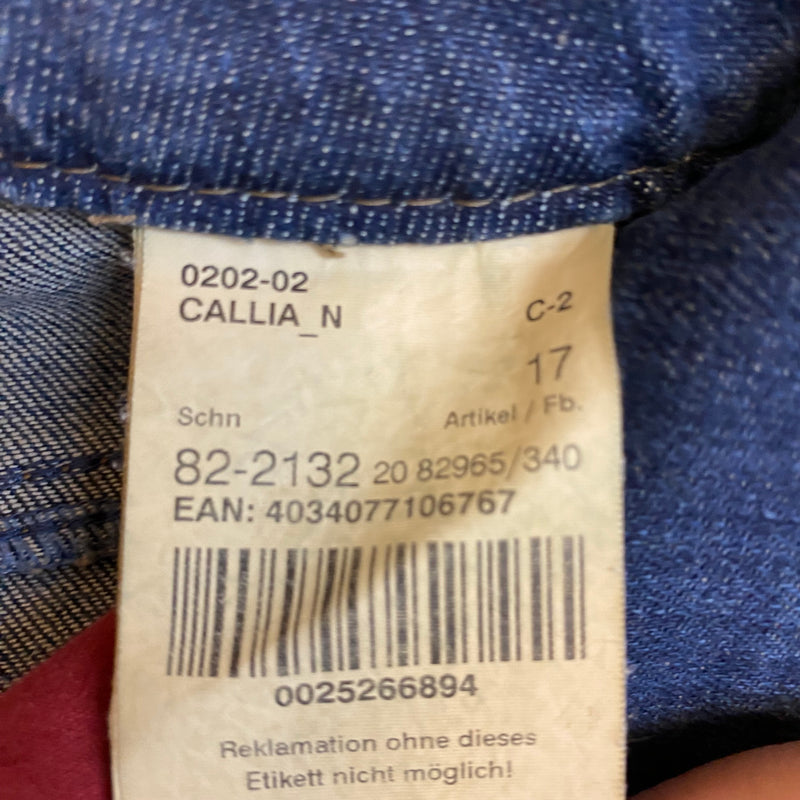 0202-02
CALLIA_N C-2
17
Schn Artikel / Fb.
82-2132 20 82965/340
EAN: 4034077106767
0025266894
Reklamation ohne dieses
Etikett nicht möglich!